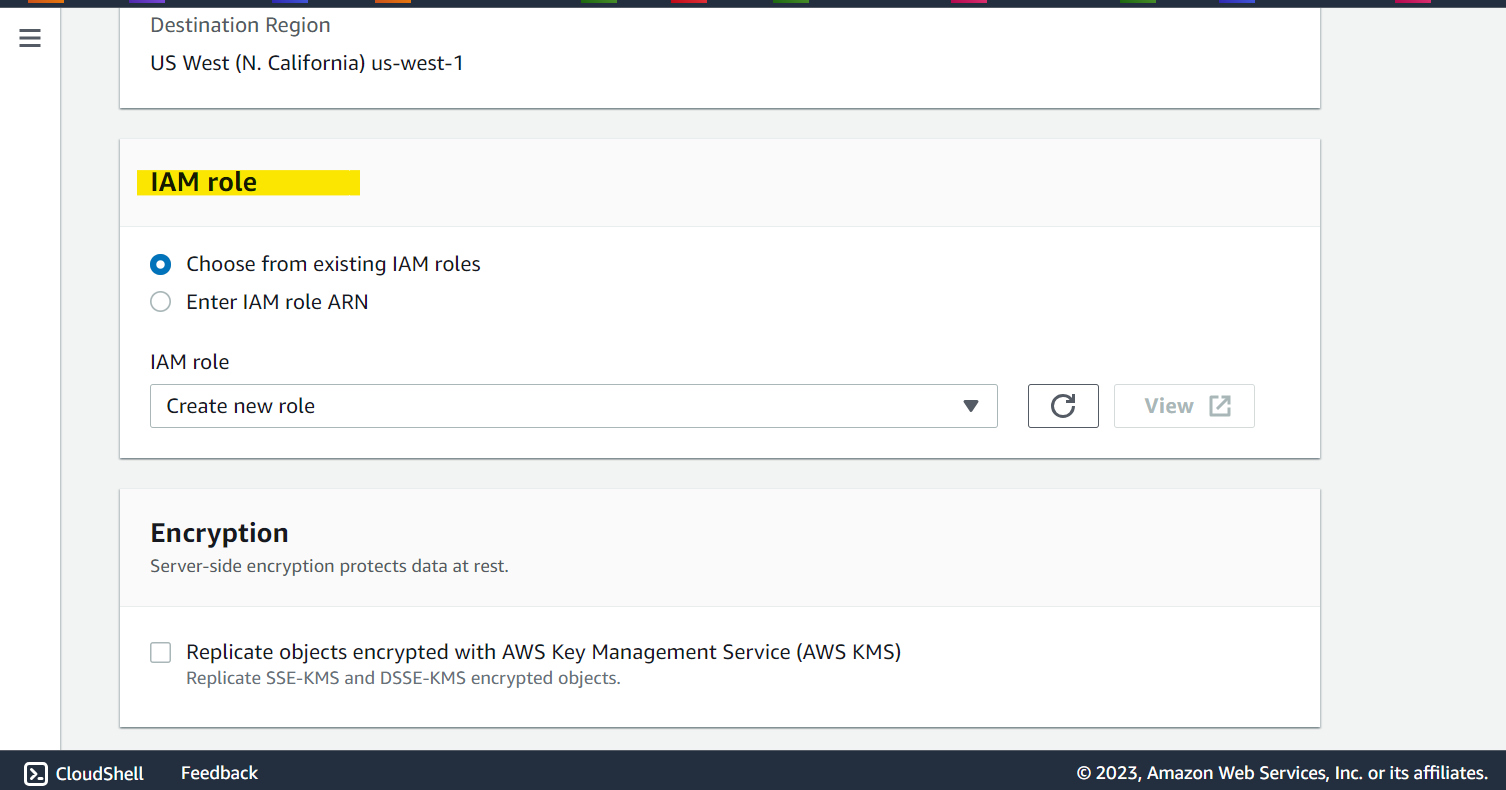 Destination Region
US West (N. California) us-west-1
IAM role
Choose from existing IAM roles
Enter IAM role ARN
IAM role
Create new role
View
Encryption
Server-side encryption protects data at rest.
Replicate objects encrypted with AWS Key Management Service (AWS KMS)
Replicate SSE-KMS and DSSE-KMS encrypted objects.
CloudShell Feedback © 2023, Amazon Web Services, Inc. or its affiliates.